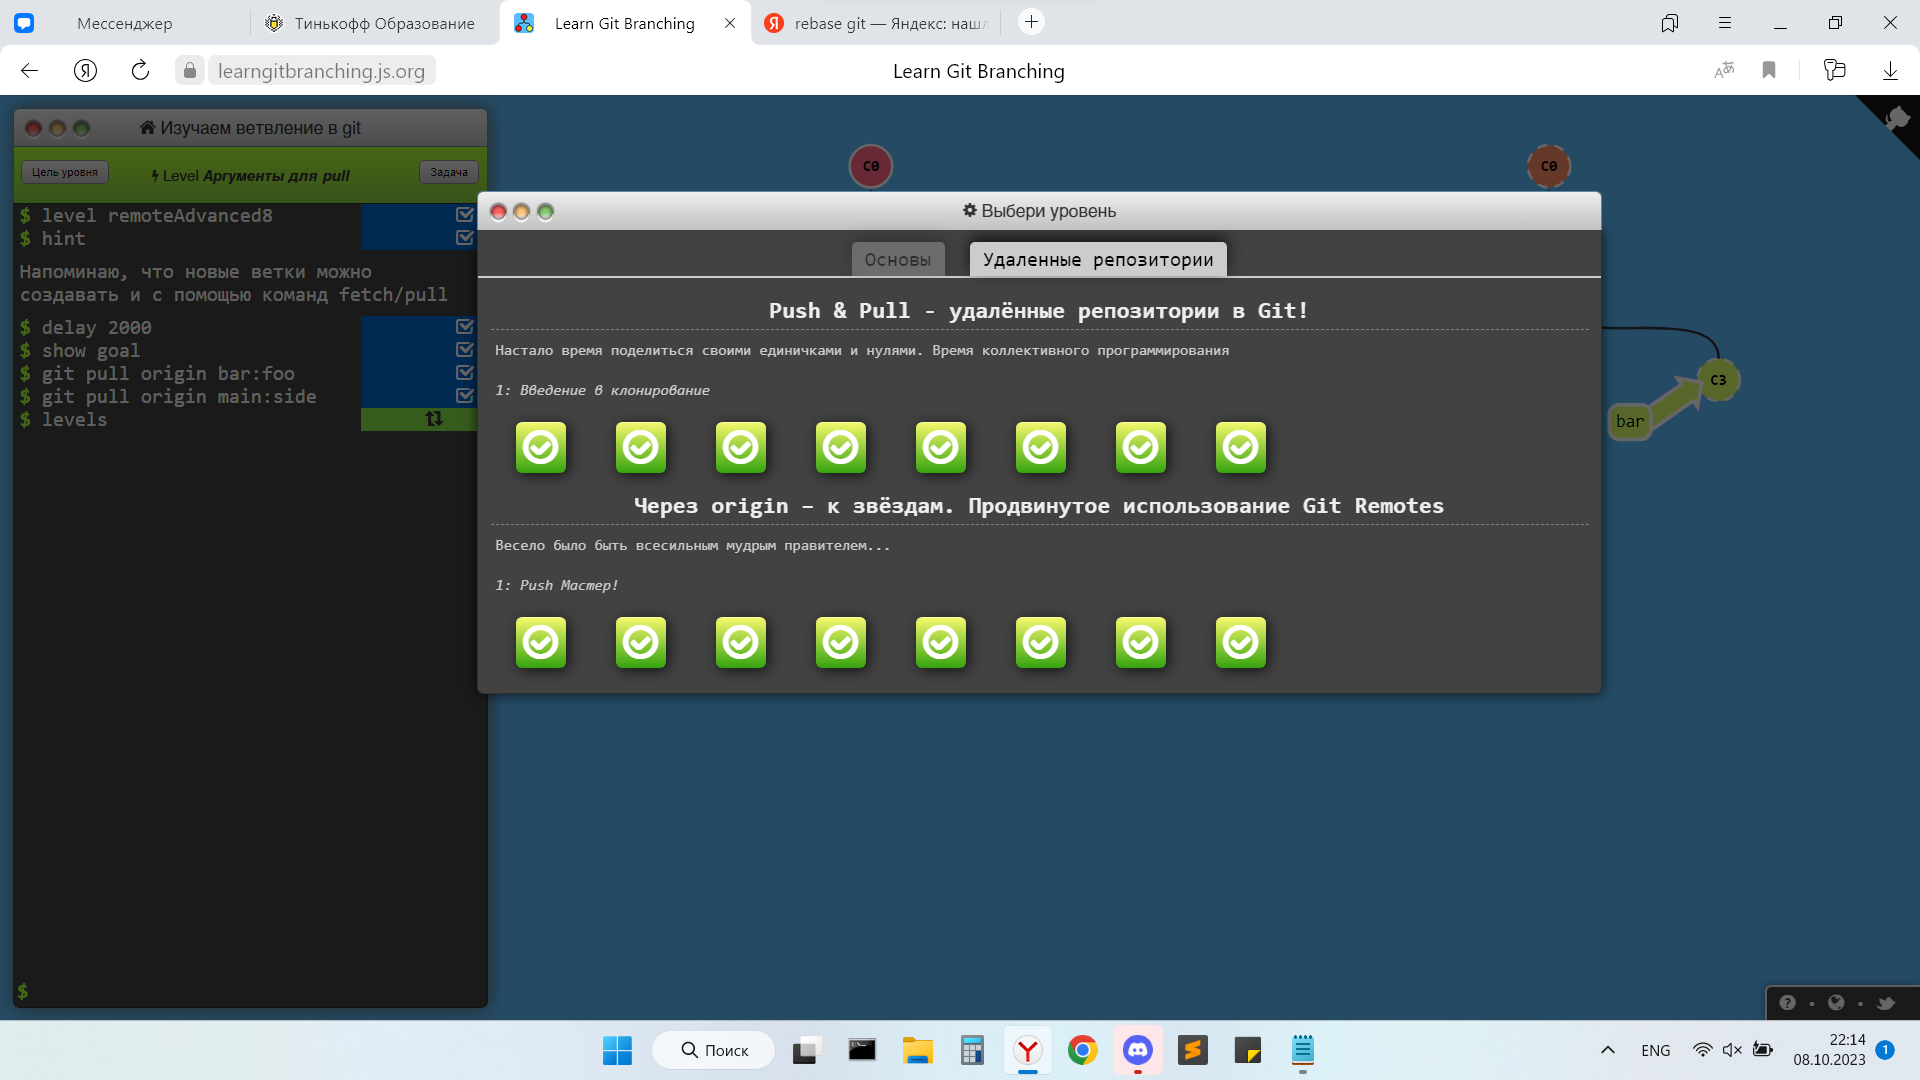 Мессенджер
Тинькофф Образование
Learn Git Branching
rebase git — Яндекс: наш
learngitbranching.js.org
Learn Git Branching
Изучаем ветвление в git
Цель уровня
Level Аргументы для pull
Задача
$ level remoteAdvanced8
$ hint
Напоминаю, что новые ветки можно
создавать и с помощью команд fetch/pull
$ delay 2000
$ show goal
$ git pull origin bar:foo
$ git pull origin main:side
$ levels
$
C0
C0
C3
bar
Выбери уровень
Основы
Удаленные репозитории
Push & Pull - удалённые репозитории в Git!
Настало время поделиться своими единичками и нулями. Время коллективного программирования
1: Введение в клонирование
Через origin – к звёздам. Продвинутое использование Git Remotes
Весело было быть всесильным мудрым правителем...
1: Push Мастер!
Поиск
ENG
22:14
08.10.2023
1